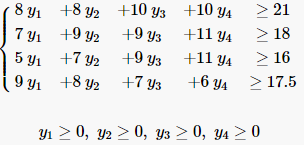 8 y₁ +8 y₂ +10 y₃ +10 y₄ ≥ 21
7 y₁ +9 y₂ +9 y₃ +11 y₄ ≥ 18
5 y₁ +7 y₂ +9 y₃ +11 y₄ ≥ 16
9 y₁ +8 y₂ +7 y₃ +6 y₄ ≥ 17.5
y₁ ≥ 0, y₂ ≥ 0, y₃ ≥ 0, y₄ ≥ 0